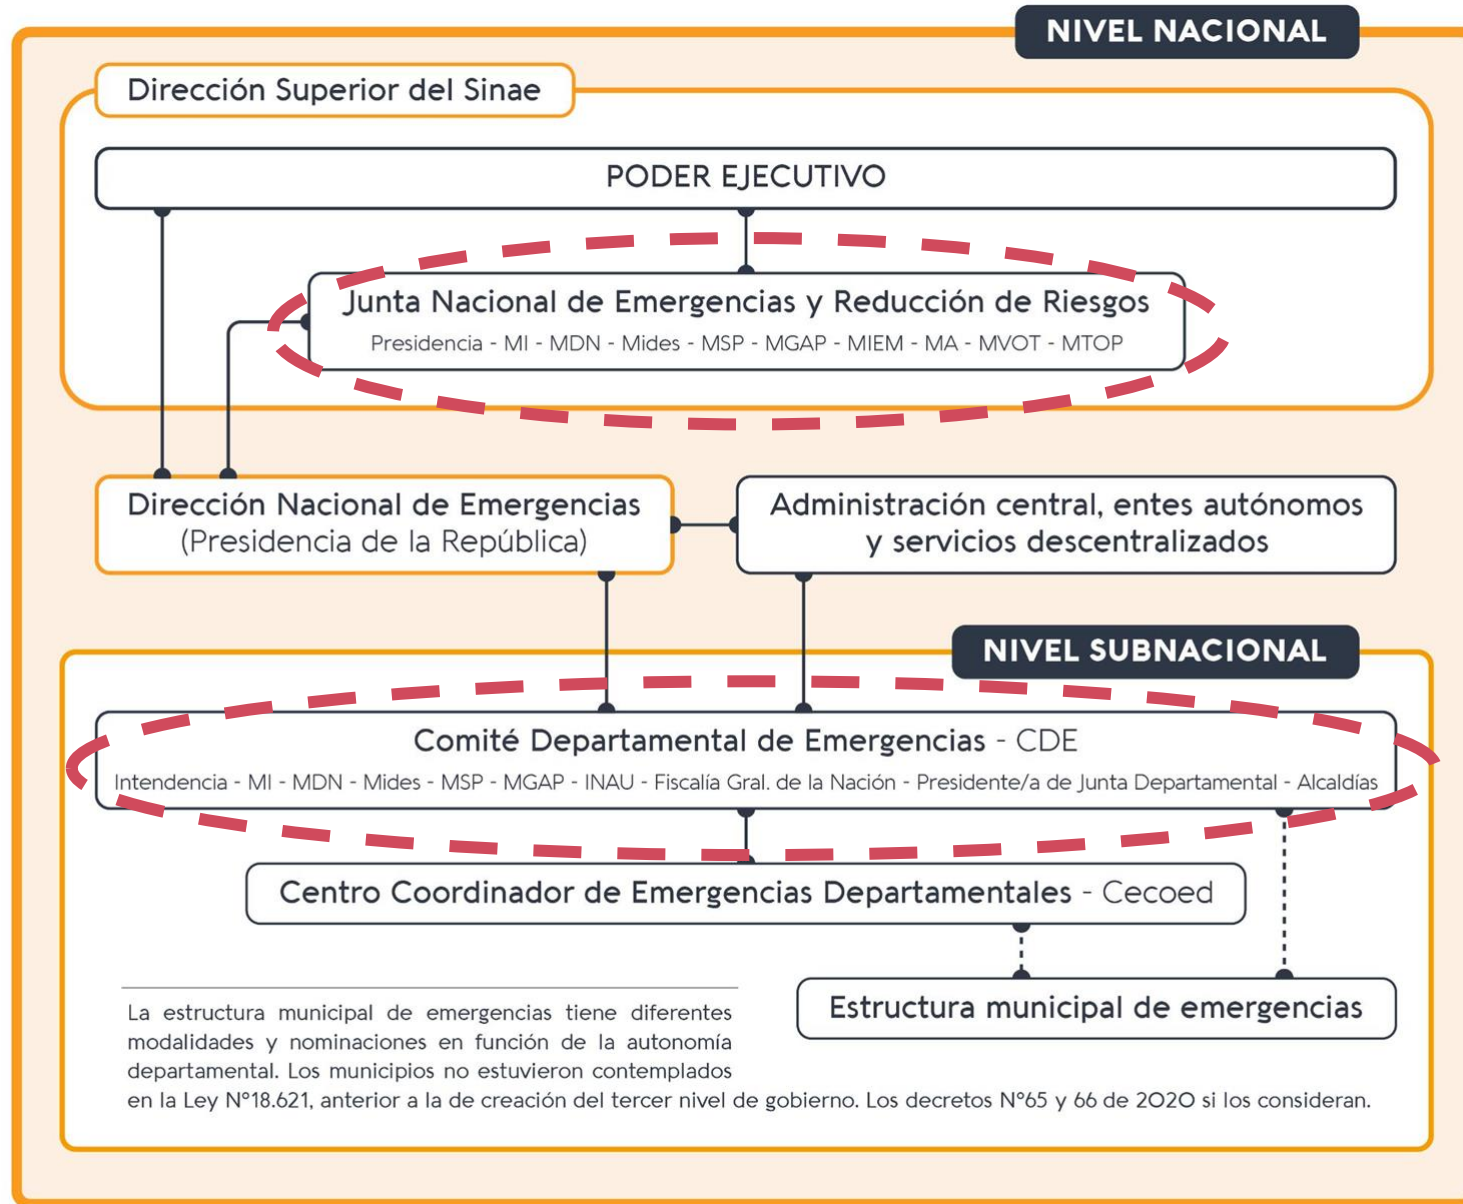 NIVEL NACIONAL
Dirección Superior del Sinae
PODER EJECUTIVO
Junta Nacional de Emergencias y Reducción de Riesgos
Presidencia - MI - MDN - Mides - MSP - MGAP - MIEM - MA - MVOT - MTOP
Dirección Nacional de Emergencias
(Presidencia de la República)
Administración central, entes autónomos
y servicios descentralizados
NIVEL SUBNACIONAL
Comité Departamental de Emergencias - CDE
Intendencia - MI - MDN - Mides - MSP - MGAP - INAU - Fiscalía Gral. de la Nación - Presidente/a de Junta Departamental - Alcaldías
Centro Coordinador de Emergencias Departamentales - Cecoed
Estructura municipal de emergencias
La estructura municipal de emergencias tiene diferentes
modalidades y nominaciones en función de la autonomía
departamental. Los municipios no estuvieron contemplados
en la Ley N°18.621, anterior a la de creación del tercer nivel de gobierno. Los decretos N°65 y 66 de 2020 si los consideran.